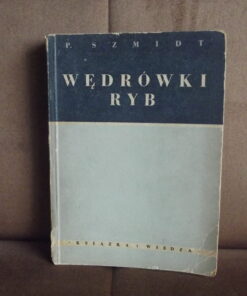 P. SZMIDT
WĘDRÓWKI
RYB
KSIĄŻKA I WIEDZA